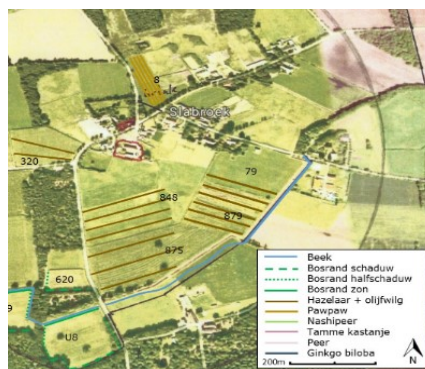 8
Slabroek
320
79
848
879
875
620
9
U8
Beek
Bosrand schaduw
Bosrand halfschaduw
Bosrand zon
Hazelaar + olijfwilg
Pawpaw
Nashipeer
Tamme kastanje
Peer
Ginkgo biloba
200m
N